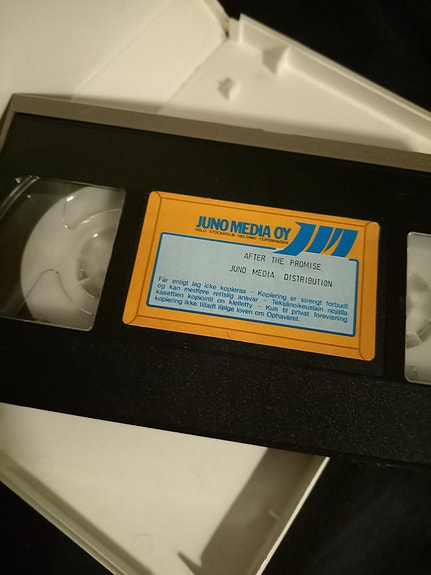 JUNO MEDIA OY
OSLO · STOCKHOLM · HELSINKI · COPENHAGEN
AFTER THE PROMISE
JUNO MEDIA DISTRIBUTION
Får enligt lag icke kopieras – Kopiering er strengt forbudt
og kan medføre rettslig ansvar – Tekijänoikeuslain nojalla
kasettien kopiointi on kielletty – Kun til privat forevisning
kopiering ikke tilladt ifølge loven om Ophavsret.